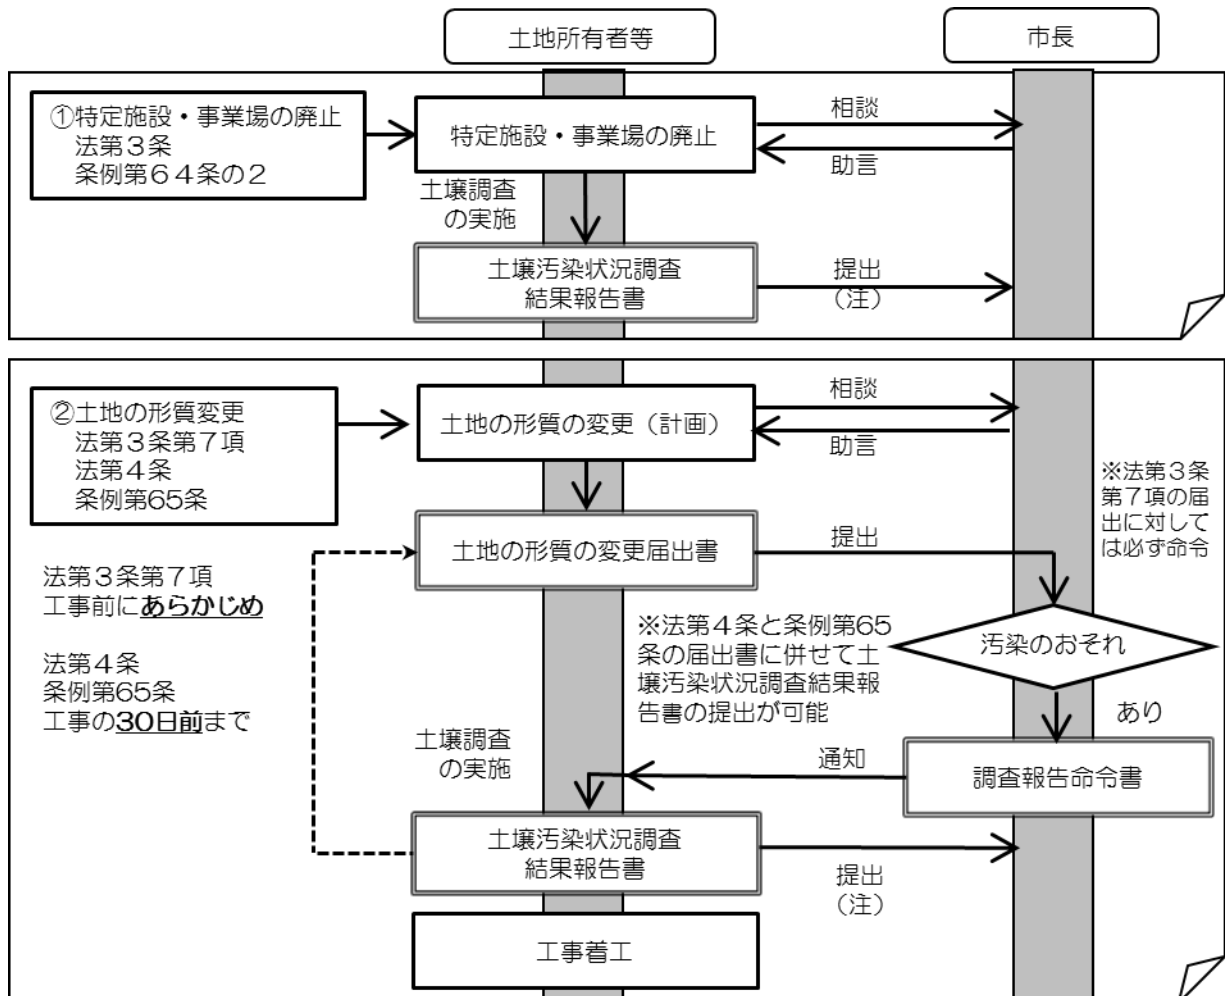 土地所有者等
市長
①特定施設・事業場の廃止
法第３条
条例第６４条の２
特定施設・事業場の廃止
相談
助言
土壌調査
の実施
土壌汚染状況調査
結果報告書
提出
（注）
②土地の形質変更
法第３条第７項
法第４条
条例第65条
土地の形質の変更（計画）
相談
助言
※法第３条
第７項の届
出に対して
は必ず命令
土地の形質の変更届出書
提出
法第３条第７項
工事前にあらかじめ
法第４条
条例第65条
工事の30日前まで
※法第４条と条例第65
条の届出書に併せて土
壌汚染状況調査結果報
告書の提出が可能
汚染のおそれ
あり
土壌調査
の実施
通知
調査報告命令書
土壌汚染状況調査
結果報告書
提出
（注）
工事着工